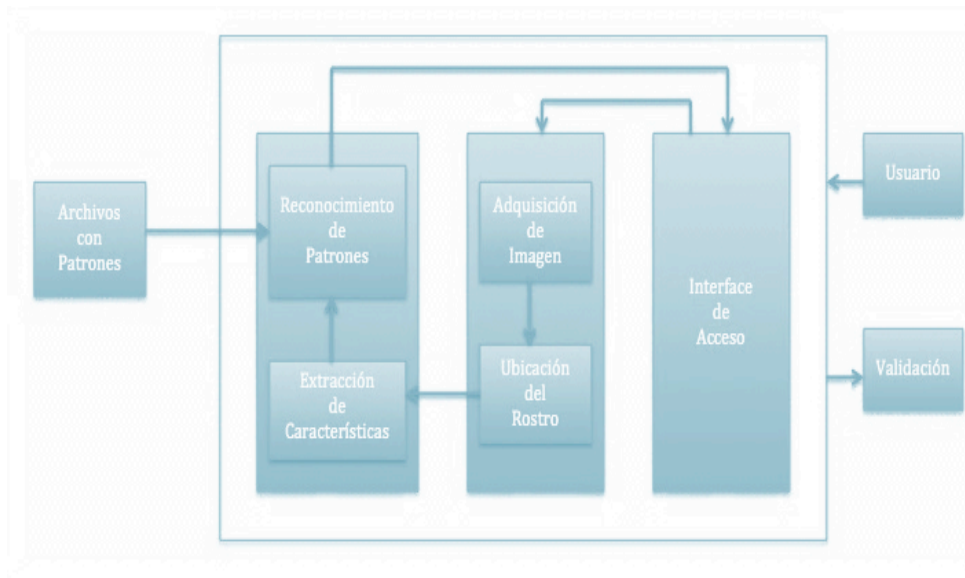 Archivos
con
Patrones
Reconocimiento
de
Patrones
Extracción
de
Características
Adquisición
de
Imagen
Ubicación
del
Rostro
Interface
de
Acceso
Usuario
Validación